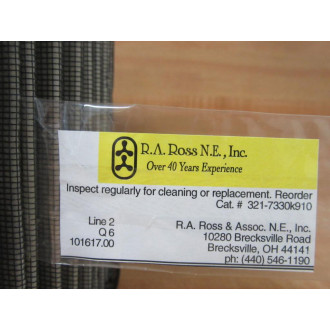 R.A. Ross N.E., Inc.
Over 40 Years Experience
Inspect regularly for cleaning or replacement. Reorder
Cat. # 321-7330k910
Line 2
Q 6
101617.00
R.A. Ross & Assoc. N.E., Inc.
10280 Brecksville Road
Brecksville, OH 44141
ph: (440) 546-1190